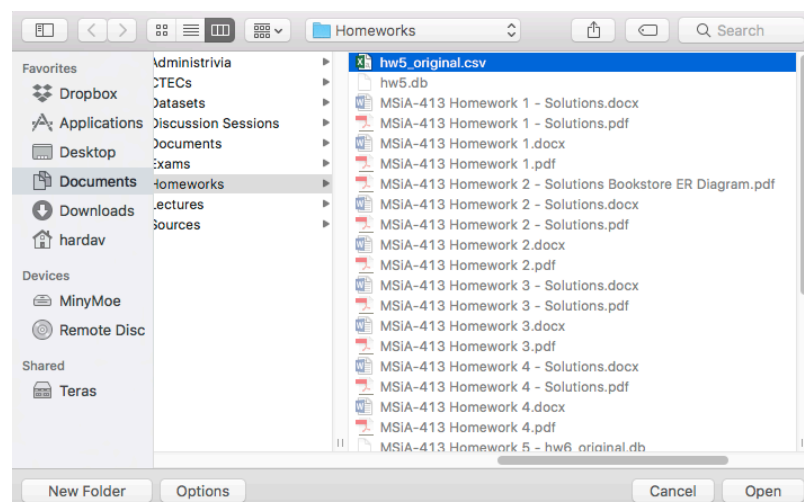 Homeworks
Search
Favorites
Dropbox
Applications
Desktop
Documents
Downloads
hardav
Devices
MinyMoe
Remote Disc
Shared
Teras
Administrivia
CTECs
Datasets
Discussion Sessions
Documents
Exams
Homeworks
Lectures
Sources
hw5_original.csv
hw5.db
MSiA-413 Homework 1 - Solutions.docx
MSiA-413 Homework 1 - Solutions.pdf
MSiA-413 Homework 1.docx
MSiA-413 Homework 1.pdf
MSiA-413 Homework 2 - Solutions Bookstore ER Diagram.pdf
MSiA-413 Homework 2 - Solutions.docx
MSiA-413 Homework 2 - Solutions.pdf
MSiA-413 Homework 2.docx
MSiA-413 Homework 2.pdf
MSiA-413 Homework 3 - Solutions.docx
MSiA-413 Homework 3 - Solutions.pdf
MSiA-413 Homework 3.docx
MSiA-413 Homework 3.pdf
MSiA-413 Homework 4 - Solutions.docx
MSiA-413 Homework 4 - Solutions.pdf
MSiA-413 Homework 4.docx
MSiA-413 Homework 4.pdf
MSiA-413 Homework 5 - hw6_original.db
New Folder
Options
Cancel
Open